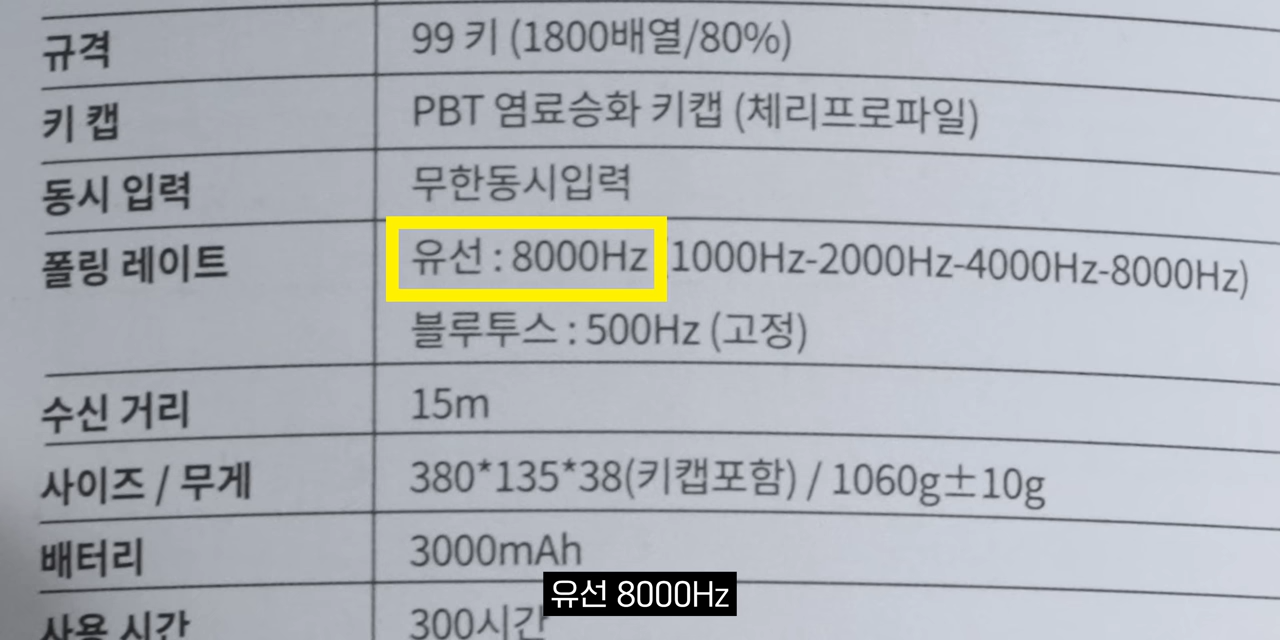 규격 99 키 (1800배열/80%)
키 캡 PBT 염료승화 키캡 (체리프로파일)
동시 입력 무한동시입력
폴링 레이트 유선 : 8000Hz (1000Hz-2000Hz-4000Hz-8000Hz)
블루투스 : 500Hz (고정)
수신 거리 15m
사이즈 / 무게 380*135*38(키캡포함) / 1060g±10g
배터리 3000mAh
유선 8000Hz
사용 시간 300시간